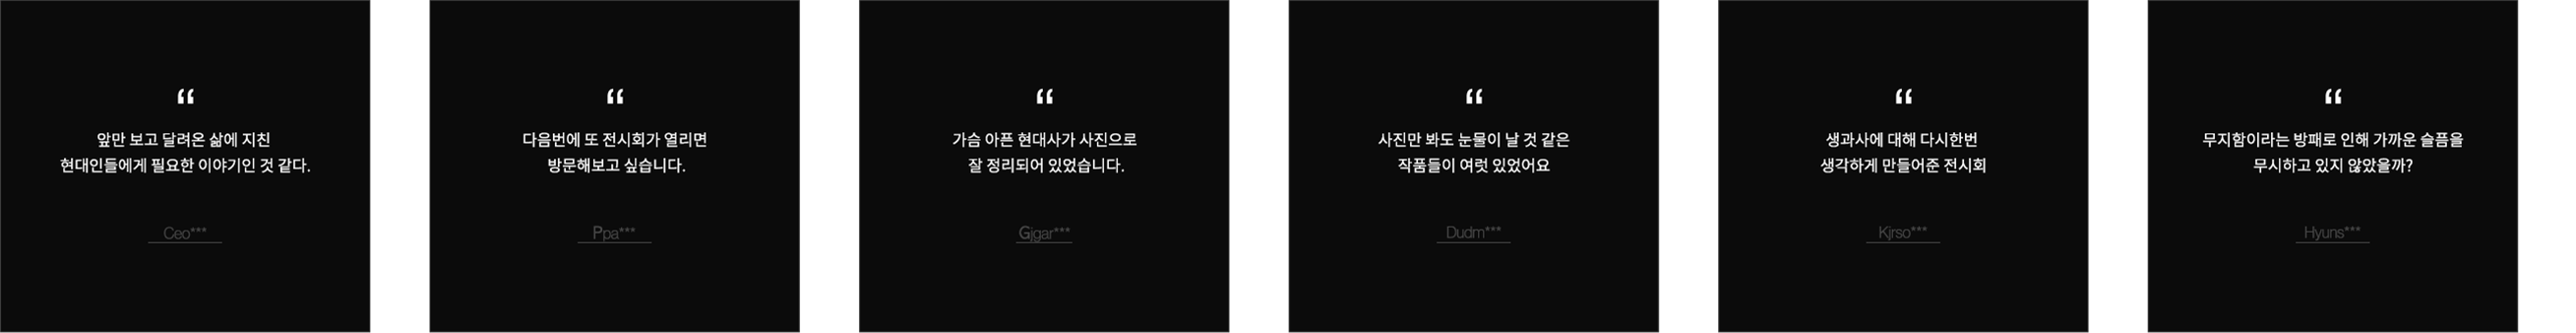 “
앞만 보고 달려온 삶에 지친
현대인들에게 필요한 이야기인 것 같다.
Ceo***
“
다음번에 또 전시회가 열리면
방문해보고 싶습니다.
Ppa***
“
가슴 아픈 현대사가 사진으로
잘 정리되어 있었습니다.
Gjgar***
“
사진만 봐도 눈물이 날 것 같은
작품들이 여럿 있었어요
Dudm***
“
생과사에 대해 다시한번
생각하게 만들어준 전시회
Kjrso***
“
무지함이라는 방패로 인해 가까운 슬픔을
무시하고 있지 않았을까?
Hyuns***